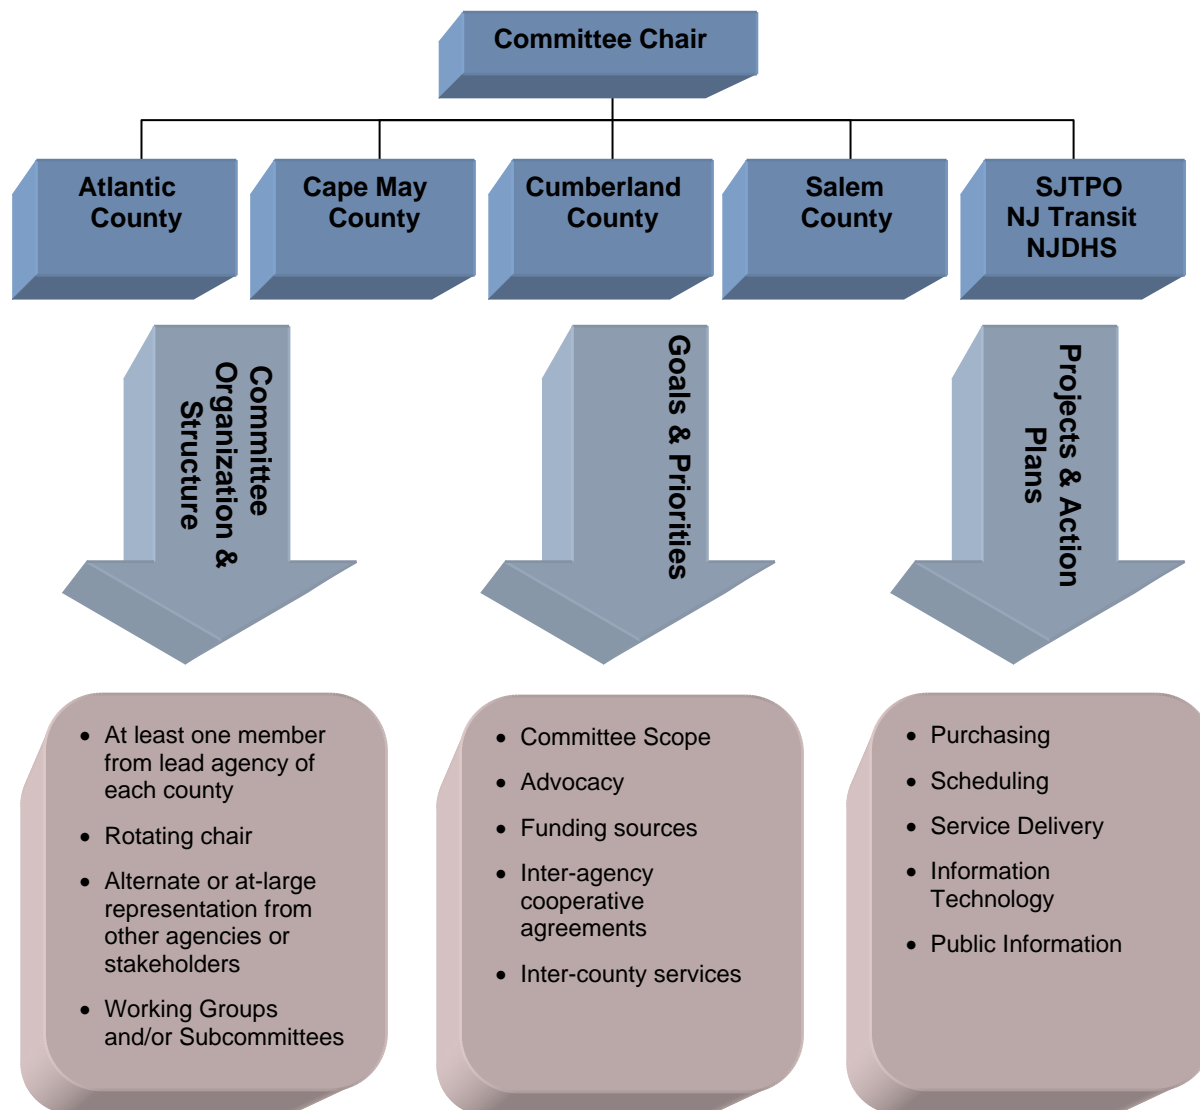 Committee Chair
Atlantic
County
Cape May
County
Cumberland
County
Salem
County
SJTPO
NJ Transit
NJDHS
Committee
Organization &
Structure
Goals & Priorities
Projects & Action
Plans
• At least one member
from lead agency of
each county
• Rotating chair
• Alternate or at-large
representation from
other agencies or
stakeholders
• Working Groups
and/or Subcommittees
• Committee Scope
• Advocacy
• Funding sources
• Inter-agency
cooperative
agreements
• Inter-county services
• Purchasing
• Scheduling
• Service Delivery
• Information
Technology
• Public Information